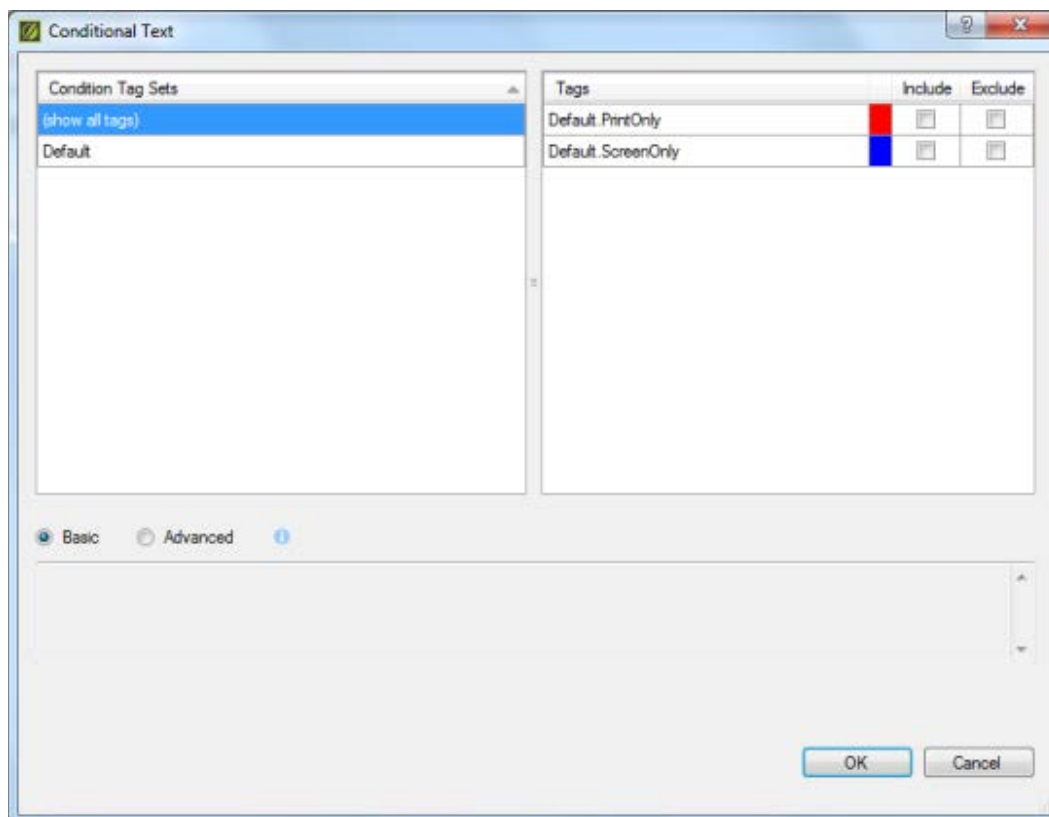 Conditional Text
Condition Tag Sets
(show all tags)
Default
Tags Include Exclude
Default.PrintOnly
Default.ScreenOnly
Basic Advanced
OK Cancel